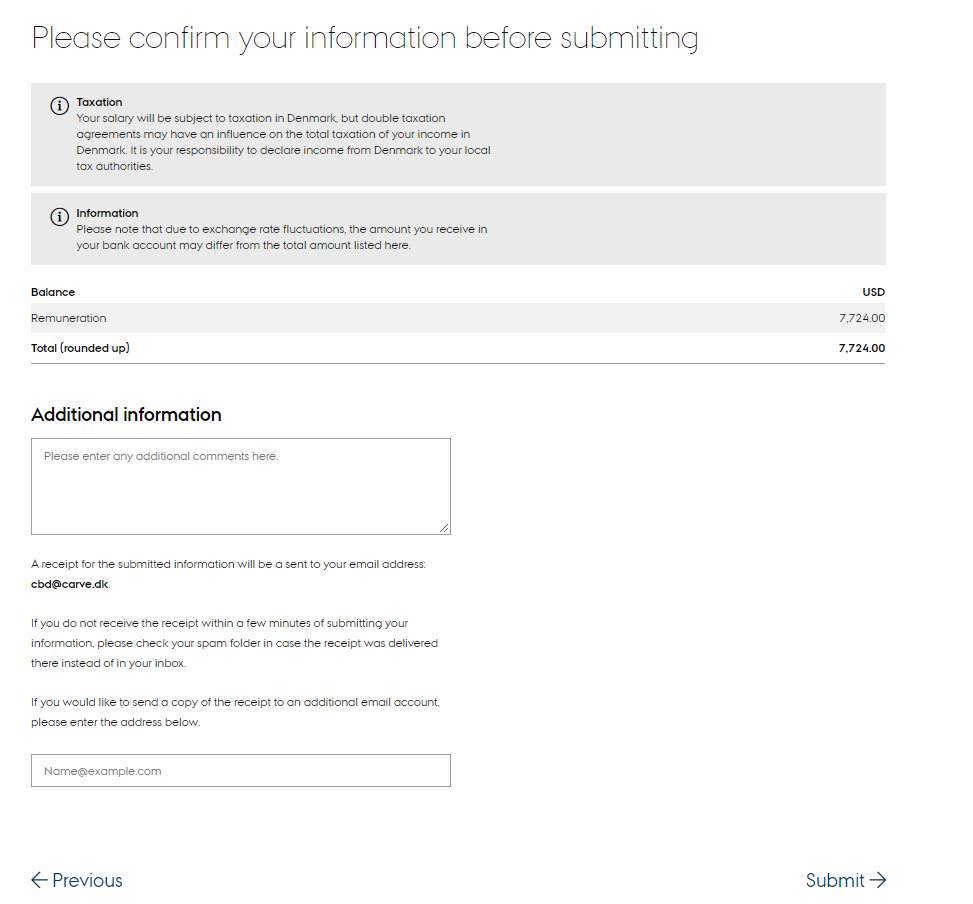 Please confirm your information before submitting
Taxation
Your salary will be subject to taxation in Denmark, but double taxation
agreements may have an influence on the total taxation of your income in
Denmark. It is your responsibility to declare income from Denmark to your local
tax authorities.
Information
Please note that due to exchange rate fluctuations, the amount you receive in
your bank account may differ from the total amount listed here.
Balance USD
Remuneration 7,724.00
Total (rounded up) 7,724.00
Additional information
Please enter any additional comments here.
A receipt for the submitted information will be a sent to your email address:
cbd@carve.dk.
If you do not receive the receipt within a few minutes of submitting your
information, please check your spam folder in case the receipt was delivered
there instead of in your inbox.
If you would like to send a copy of the receipt to an additional email account,
please enter the address below.
Name@example.com
← Previous Submit →